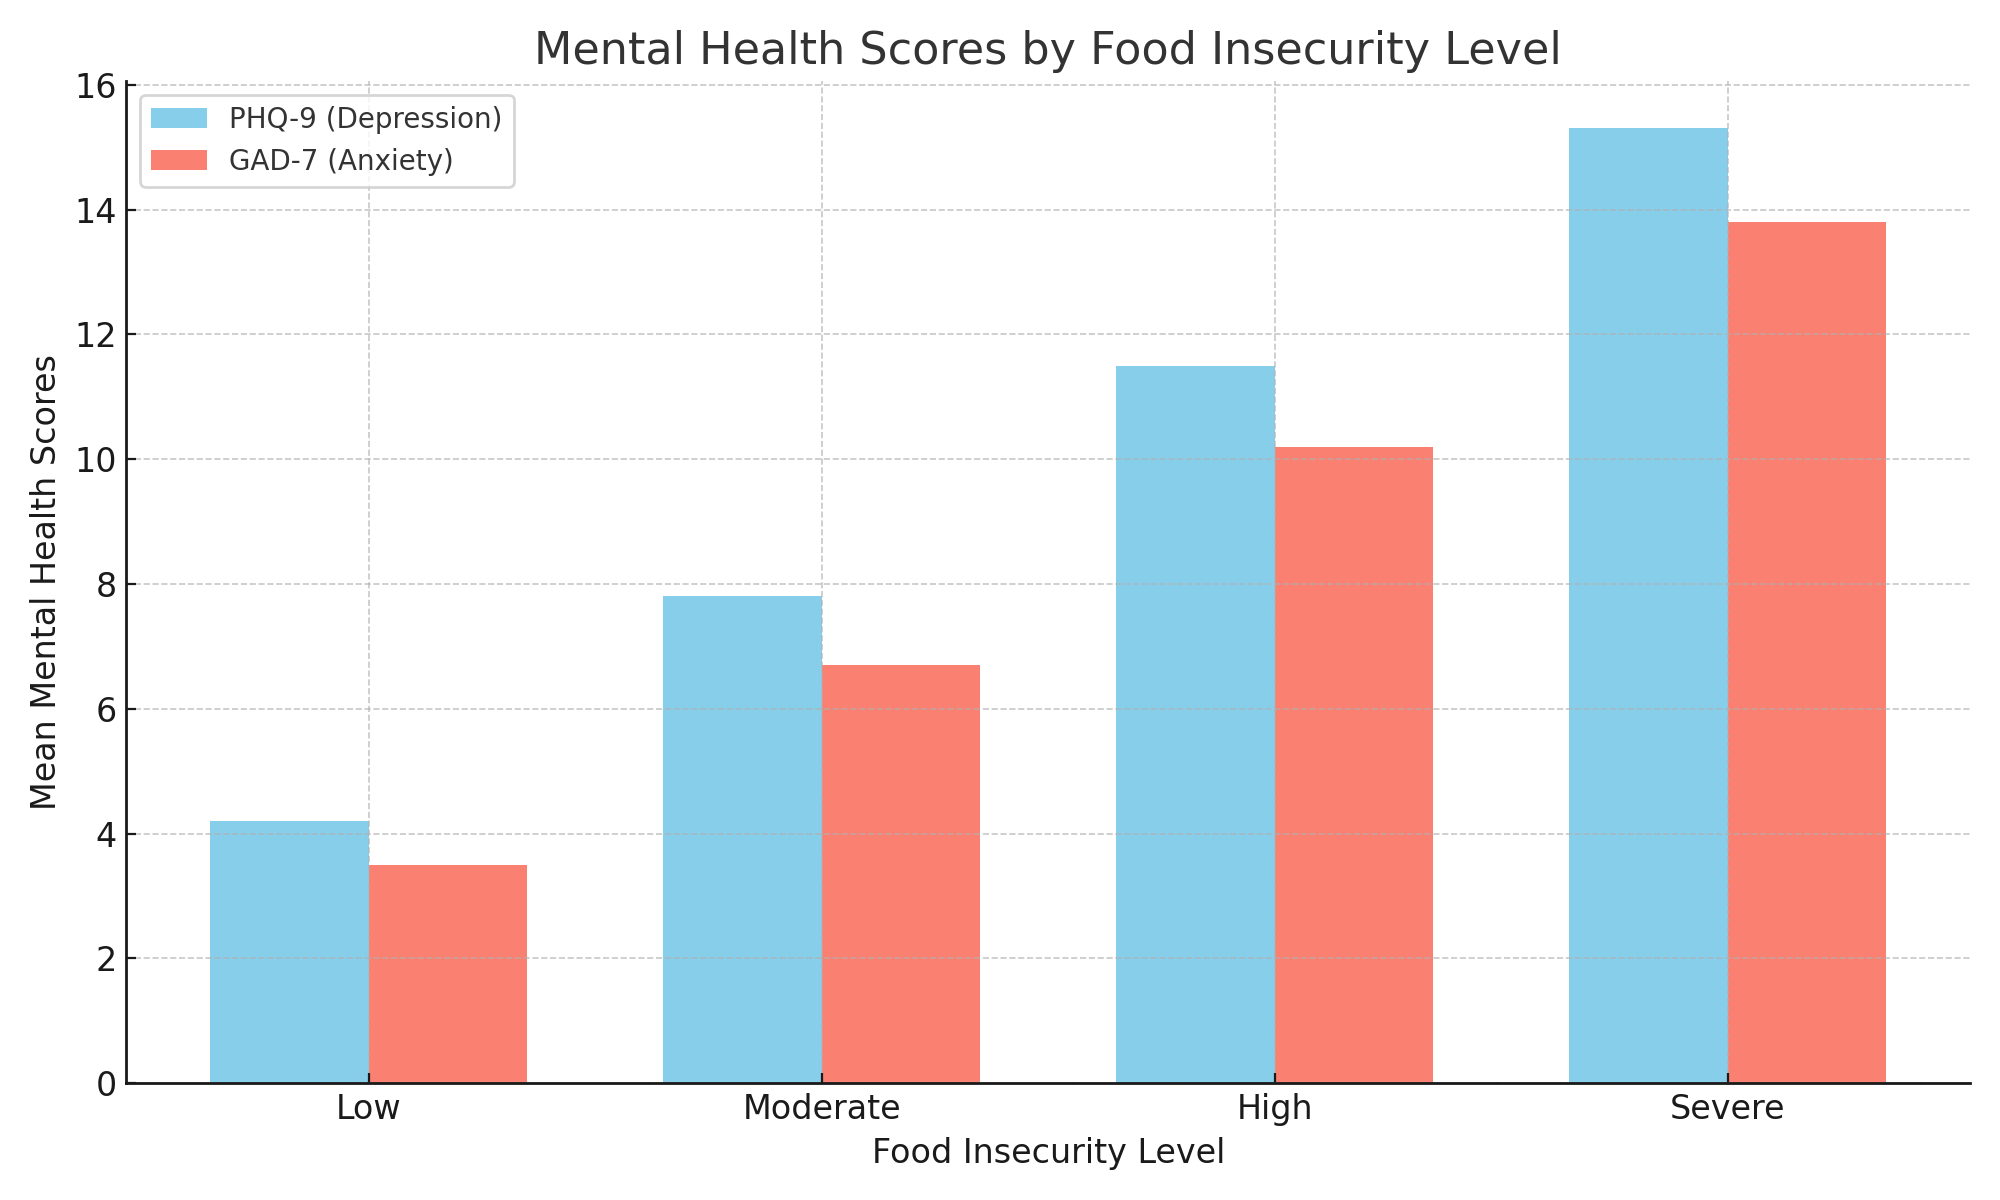 Mental Health Scores by Food Insecurity Level
PHQ-9 (Depression)
GAD-7 (Anxiety)
Mean Mental Health Scores
16
14
12
10
8
6
4
2
0
Low Moderate High Severe
Food Insecurity Level